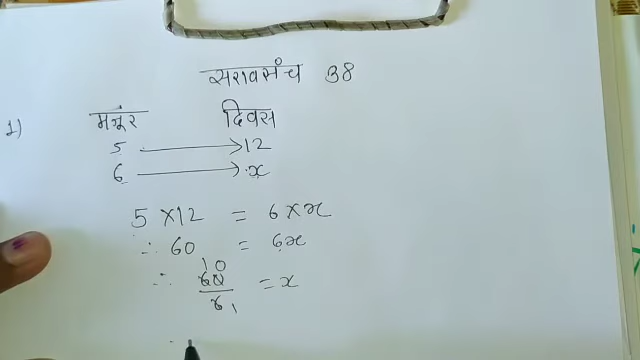 सरावसंच 38
1) मजूर दिवस
5 → 12
6 → x
5 × 12 = 6 × x
∴ 60 = 6x
∴ 60/6 = x
10
1